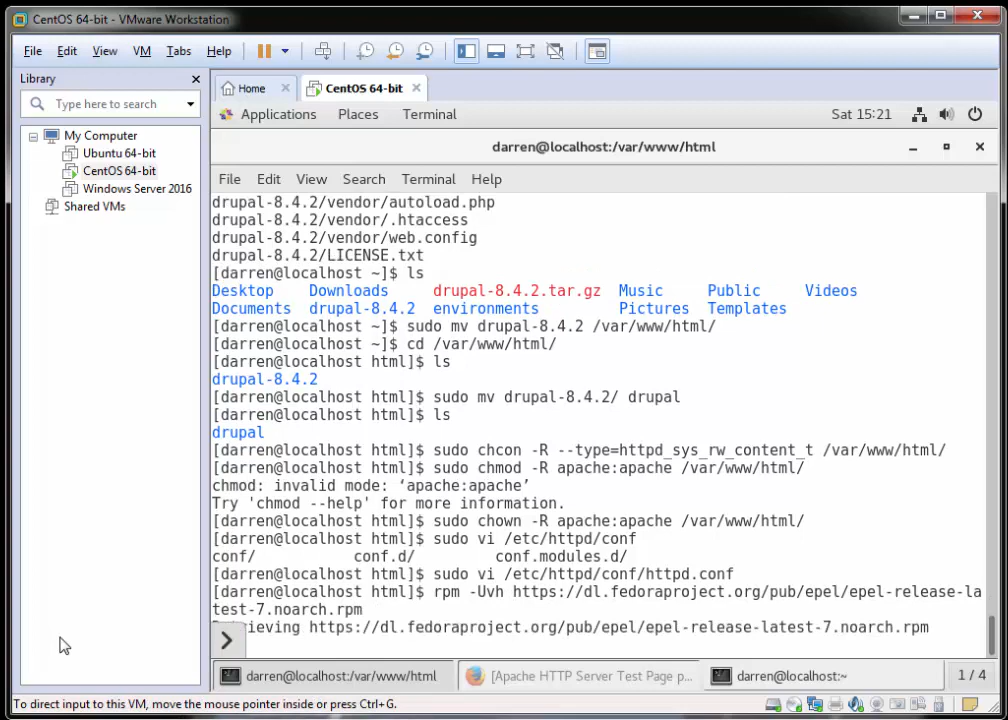 CentOS 64-bit - VMware Workstation
File Edit View VM Tabs Help
Library
Type here to search
My Computer
Ubuntu 64-bit
CentOS 64-bit
Windows Server 2016
Shared VMs
Home CentOS 64-bit
Applications Places Terminal Sat 15:21
darren@localhost:/var/www/html
File Edit View Search Terminal Help
drupal-8.4.2/vendor/autoload.php
drupal-8.4.2/vendor/.htaccess
drupal-8.4.2/vendor/web.config
drupal-8.4.2/LICENSE.txt
[darren@localhost ~]$ ls
Desktop Downloads drupal-8.4.2.tar.gz Music Public Videos
Documents drupal-8.4.2 environments Pictures Templates
[darren@localhost ~]$ sudo mv drupal-8.4.2 /var/www/html/
[darren@localhost ~]$ cd /var/www/html/
[darren@localhost html]$ ls
drupal-8.4.2
[darren@localhost html]$ sudo mv drupal-8.4.2/ drupal
[darren@localhost html]$ ls
drupal
[darren@localhost html]$ sudo chcon -R --type=httpd_sys_rw_content_t /var/www/html/
[darren@localhost html]$ sudo chmod -R apache:apache /var/www/html/
chmod: invalid mode: ‘apache:apache’
Try 'chmod --help' for more information.
[darren@localhost html]$ sudo chown -R apache:apache /var/www/html/
[darren@localhost html]$ sudo vi /etc/httpd/conf
conf/ conf.d/ conf.modules.d/
[darren@localhost html]$ sudo vi /etc/httpd/conf/httpd.conf
[darren@localhost html]$ rpm -Uvh https://dl.fedoraproject.org/pub/epel/epel-release-la
test-7.noarch.rpm
https://dl.fedoraproject.org/pub/epel/epel-release-latest-7.noarch.rpm
darren@localhost:/var/www/html [Apache HTTP Server Test Page p... darren@localhost:~ 1 / 4
To direct input to this VM, move the mouse pointer inside or press Ctrl+G.